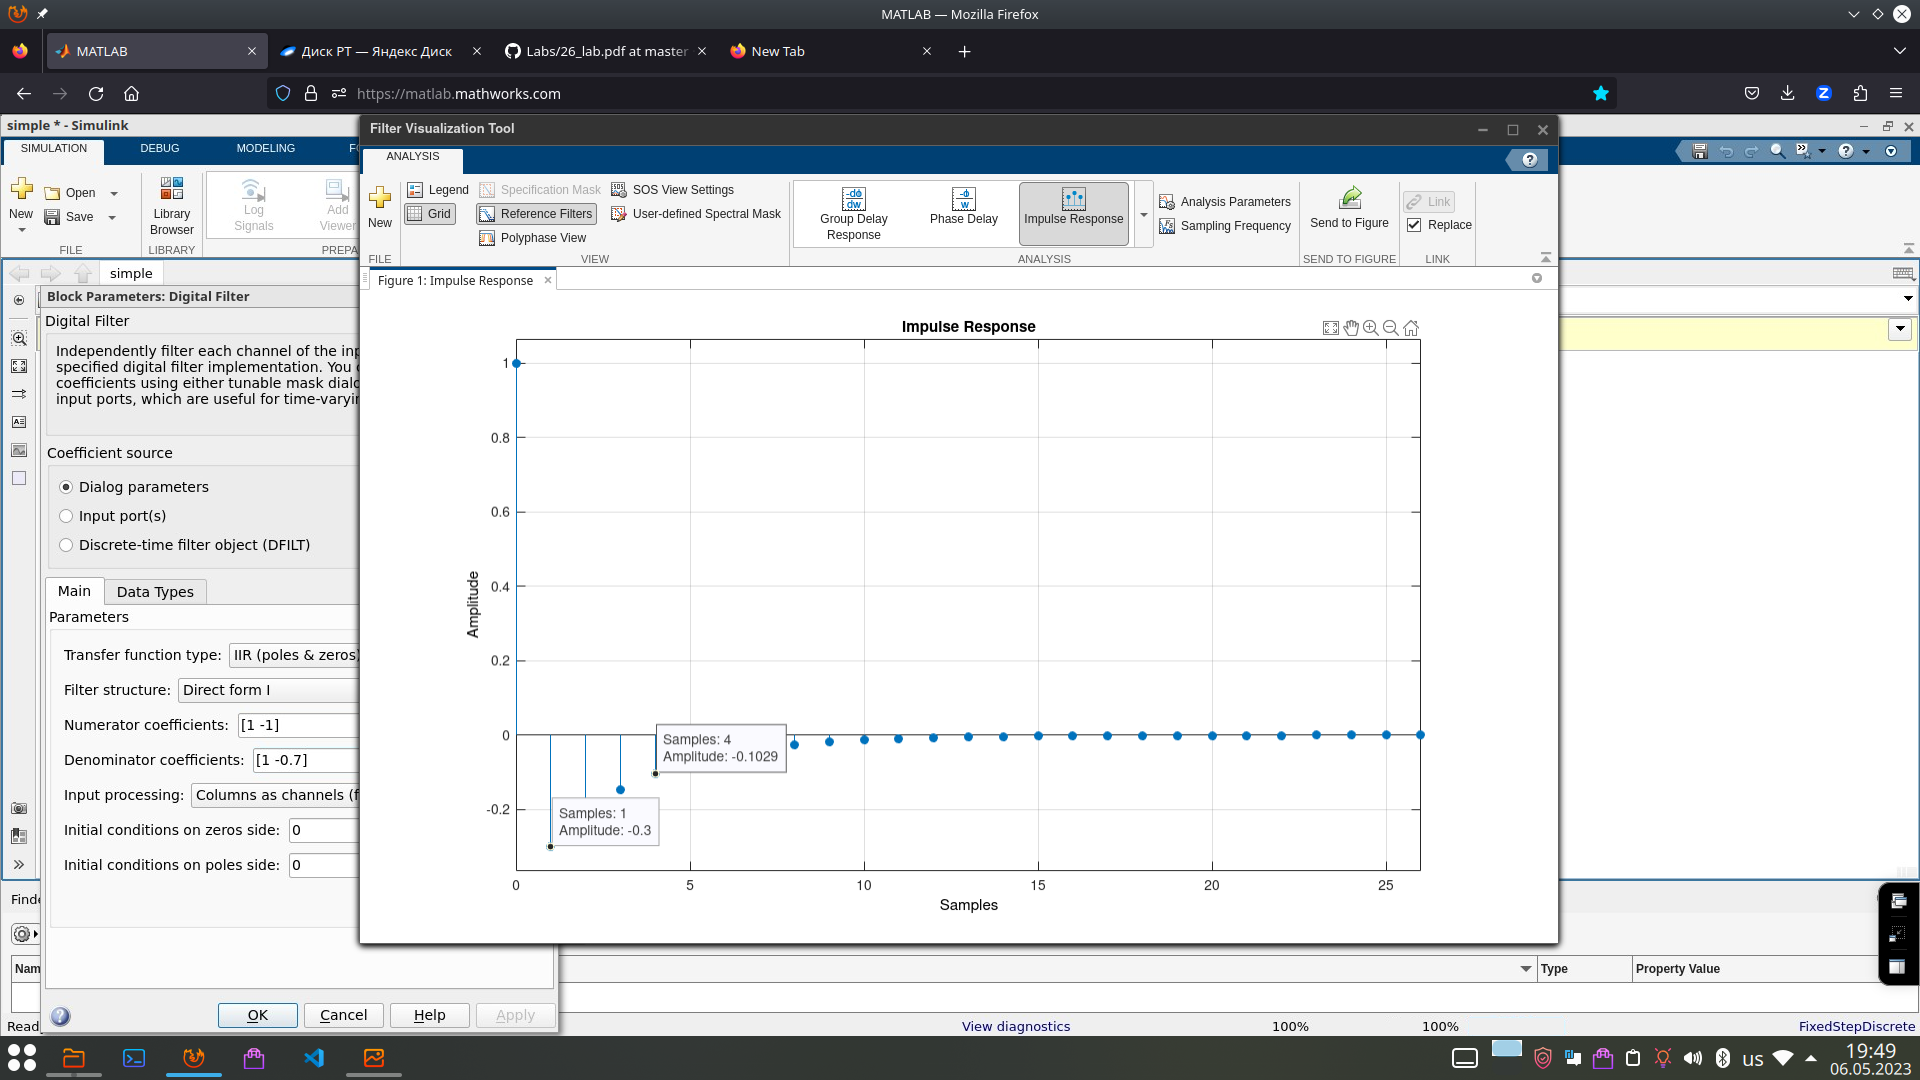 MATLAB — Mozilla Firefox
MATLAB
Диск РТ — Яндекс Диск
Labs/26_lab.pdf at master
New Tab
https://matlab.mathworks.com
simple * - Simulink
SIMULATION
DEBUG
MODELING
New
Open
Save
FILE
Library Browser
LIBRARY
Log Signals
Add Viewer
PREPA
simple
Block Parameters: Digital Filter
Digital Filter
Independently filter each channel of the inp
specified digital filter implementation. You
coefficients using either tunable mask dialo
input ports, which are useful for time-varyin
Coefficient source
Dialog parameters
Input port(s)
Discrete-time filter object (DFILT)
Main
Data Types
Parameters
Transfer function type: IIR (poles & zeros)
Filter structure: Direct form I
Numerator coefficients: [1 -1]
Denominator coefficients: [1 -0.7]
Input processing: Columns as channels (f
Initial conditions on zeros side: 0
Initial conditions on poles side: 0
OK
Cancel
Help
Apply
Filter Visualization Tool
ANALYSIS
New
FILE
Legend
Grid
Specification Mask
Reference Filters
Polyphase View
SOS View Settings
User-defined Spectral Mask
VIEW
Group Delay Response
Phase Delay
Impulse Response
Analysis Parameters
Sampling Frequency
ANALYSIS
Send to Figure
SEND TO FIGURE
Link
Replace
LINK
Figure 1: Impulse Response
Impulse Response
Amplitude
1
0.8
0.6
0.4
0.2
0
-0.2
Samples: 4
Amplitude: -0.1029
Samples: 1
Amplitude: -0.3
0
5
10
15
20
25
Samples
Finde
Nam
Type
Property Value
Read
View diagnostics
100%
100%
FixedStepDiscrete
us
19:49
06.05.2023